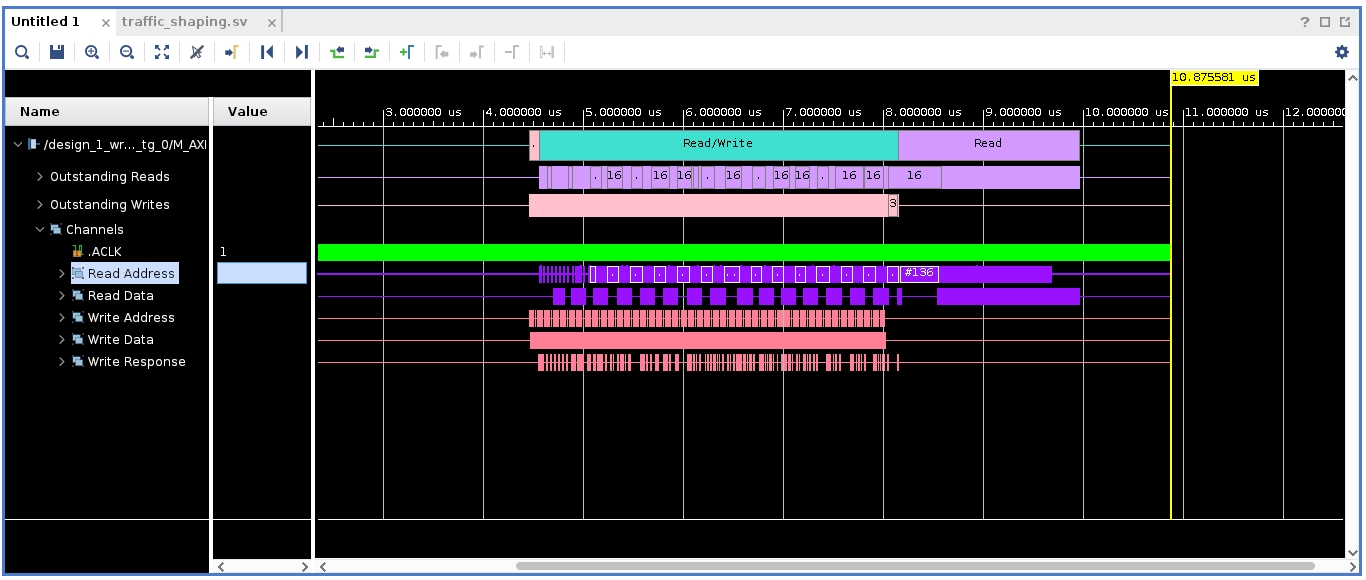 Untitled 1 × traffic_shaping.sv ×
?
10.875581 us
Name Value
3.000000 us 4.000000 us 5.000000 us 6.000000 us 7.000000 us 8.000000 us 9.000000 us 10.000000 us 11.000000 us 12.000000
/design_1_wr..._tg_0/M_AXI . Read/Write Read
Outstanding Reads . 16 . 16 16 . 16 . 16 16 . 16 16 16
Outstanding Writes 3
Channels
.ACLK 1
Read Address . . . . . . . . . . . . . . #136
Read Data
Write Address
Write Data
Write Response